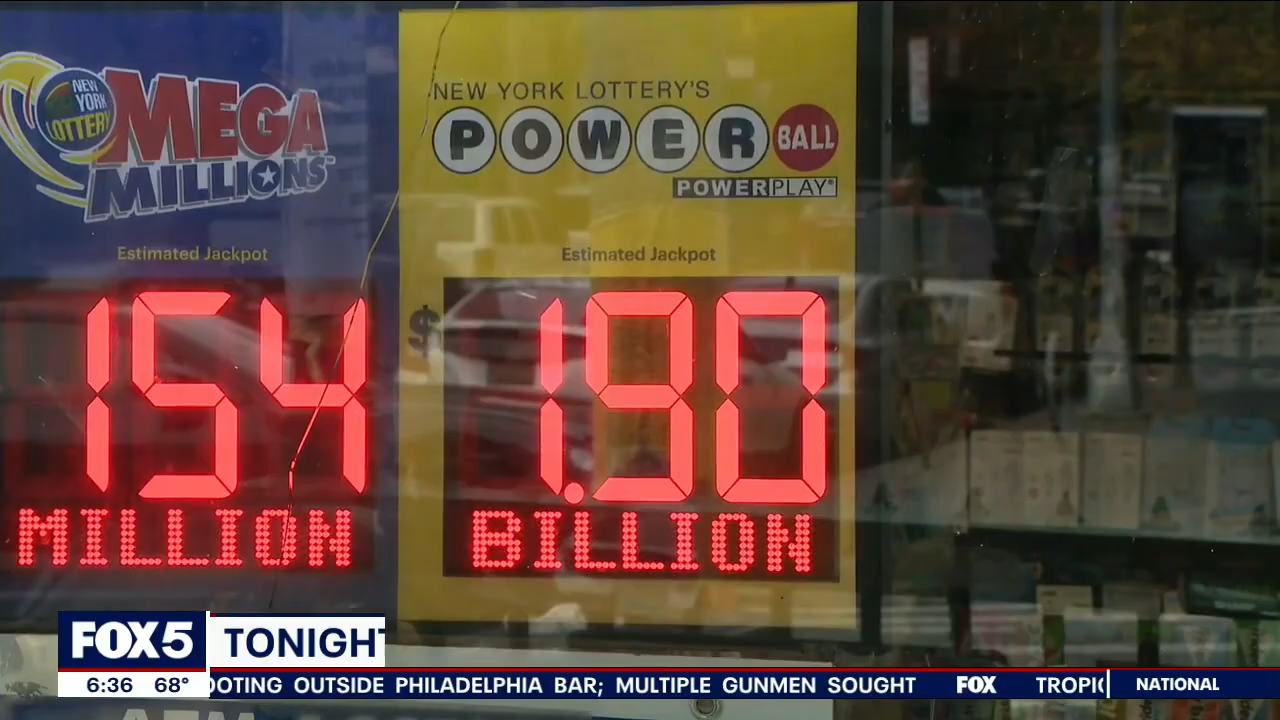 NEW YORK LOTTERY
MEGA
MILLIONS
Estimated Jackpot
154
MILLION
NEW YORK LOTTERY'S
POWER BALL
POWERPLAY®
Estimated Jackpot
$ 1.90
BILLION
FOX5 TONIGHT
6:36 68° OOTING OUTSIDE PHILADELPHIA BAR; MULTIPLE GUNMEN SOUGHT FOX TROPIC NATIONAL
ATM